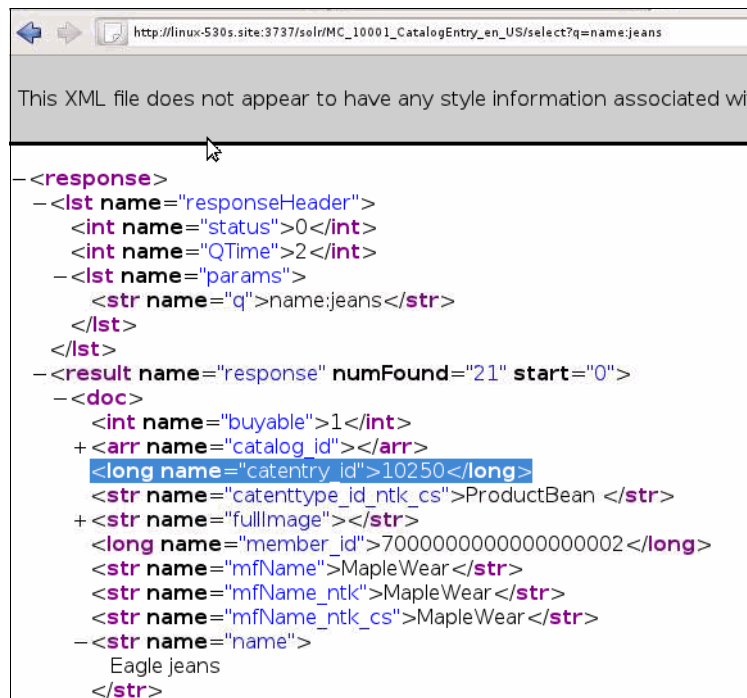 http://linux-530s.site:3737/solr/MC_10001_CatalogEntry_en_US/select?q=name:jeans
This XML file does not appear to have any style information associated wi
−<response>
−<lst name="responseHeader">
<int name="status">0</int>
<int name="QTime">2</int>
−<lst name="params">
<str name="q">name:jeans</str>
</lst>
</lst>
−<result name="response" numFound="21" start="0">
−<doc>
<int name="buyable">1</int>
+<arr name="catalog_id"></arr>
<long name="catentry_id">10250</long>
<str name="catenttype_id_ntk_cs">ProductBean </str>
+<str name="fullImage"></str>
<long name="member_id">7000000000000000002</long>
<str name="mfName">MapleWear</str>
<str name="mfName_ntk">MapleWear</str>
<str name="mfName_ntk_cs">MapleWear</str>
−<str name="name">
Eagle jeans
</str>